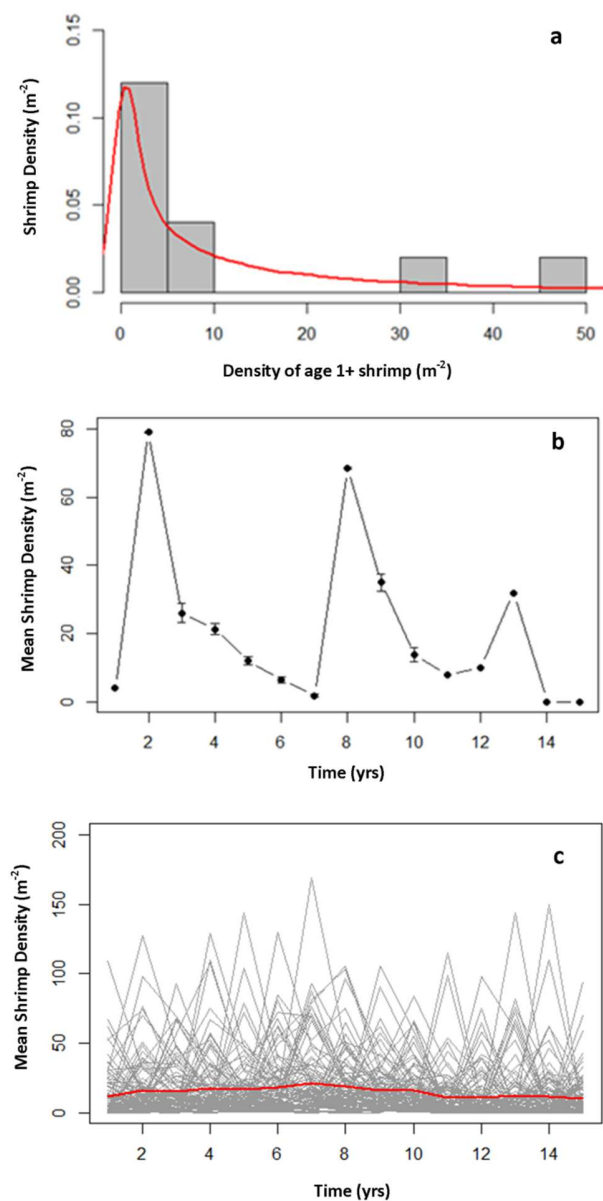 a
Shrimp Density (m⁻²)
0.15
0.10
0.05
0.00
0 10 20 30 40 50
Density of age 1+ shrimp (m⁻²)
b
Mean Shrimp Density (m⁻²)
80
60
40
20
0
2 4 6 8 10 12 14
Time (yrs)
c
Mean Shrimp Density (m⁻²)
200
150
100
50
0
2 4 6 8 10 12 14
Time (yrs)